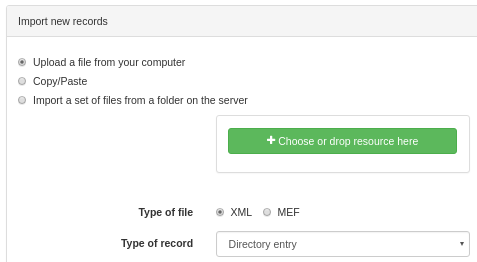 Import new records
Upload a file from your computer
Copy/Paste
Import a set of files from a folder on the server
Choose or drop resource here
Type of file XML MEF
Type of record Directory entry